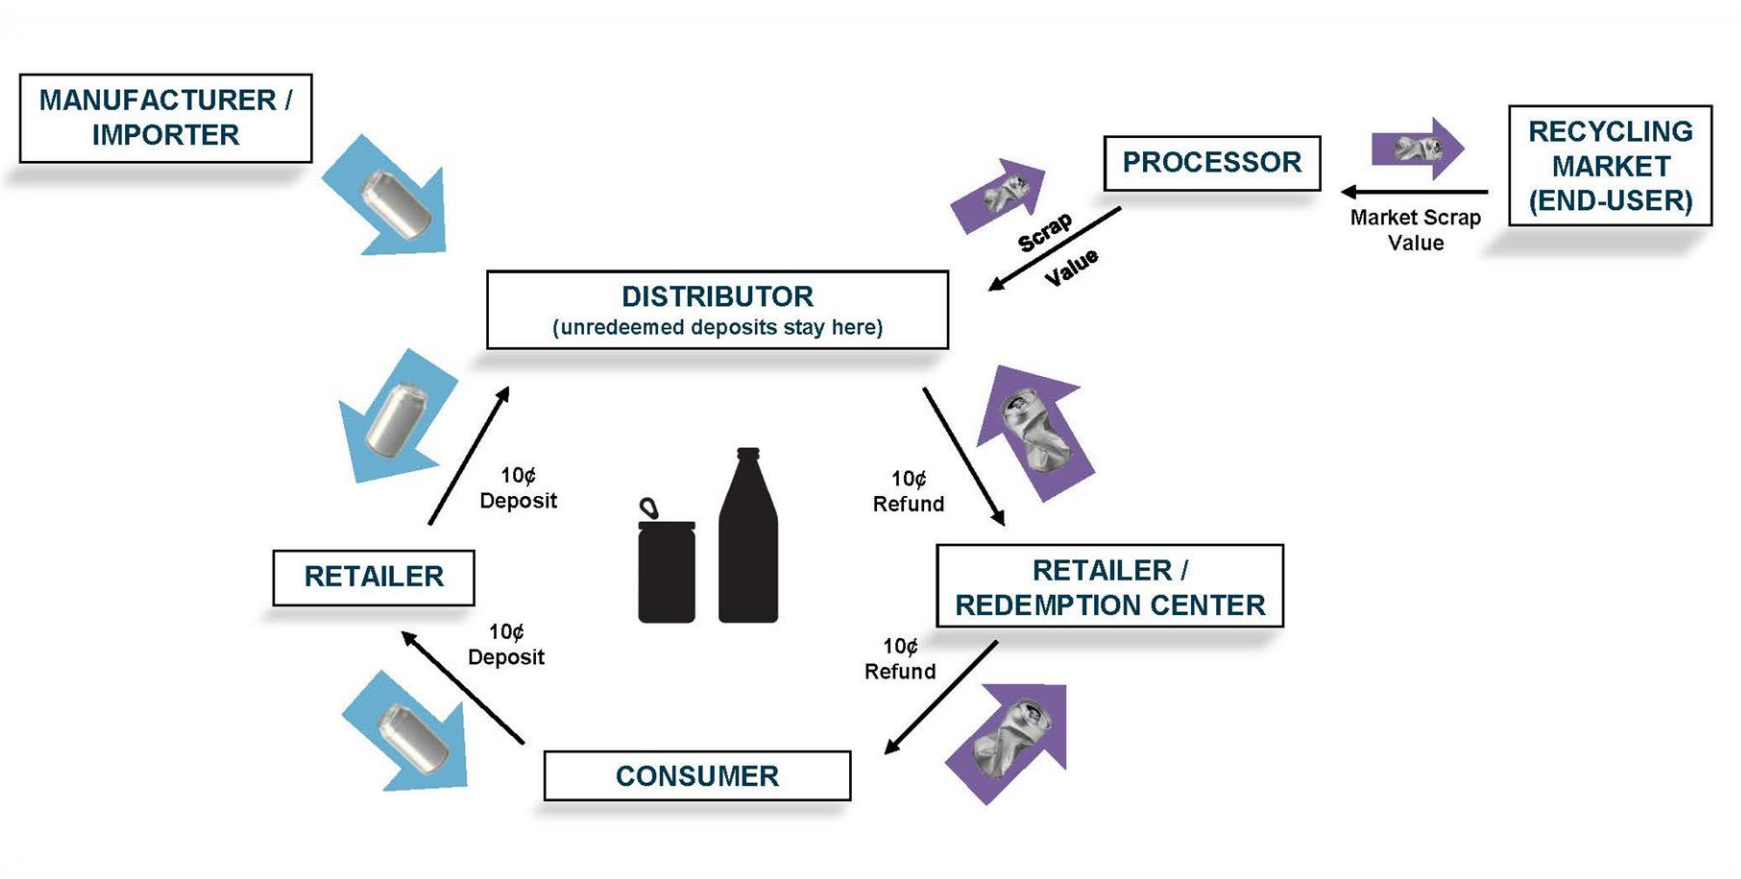 MANUFACTURER /
IMPORTER
PROCESSOR
RECYCLING
MARKET
(END-USER)
Market Scrap
Value
Scrap
Value
DISTRIBUTOR
(unredeemed deposits stay here)
10¢
Deposit
10¢
Refund
RETAILER
RETAILER /
REDEMPTION CENTER
10¢
Deposit
10¢
Refund
CONSUMER